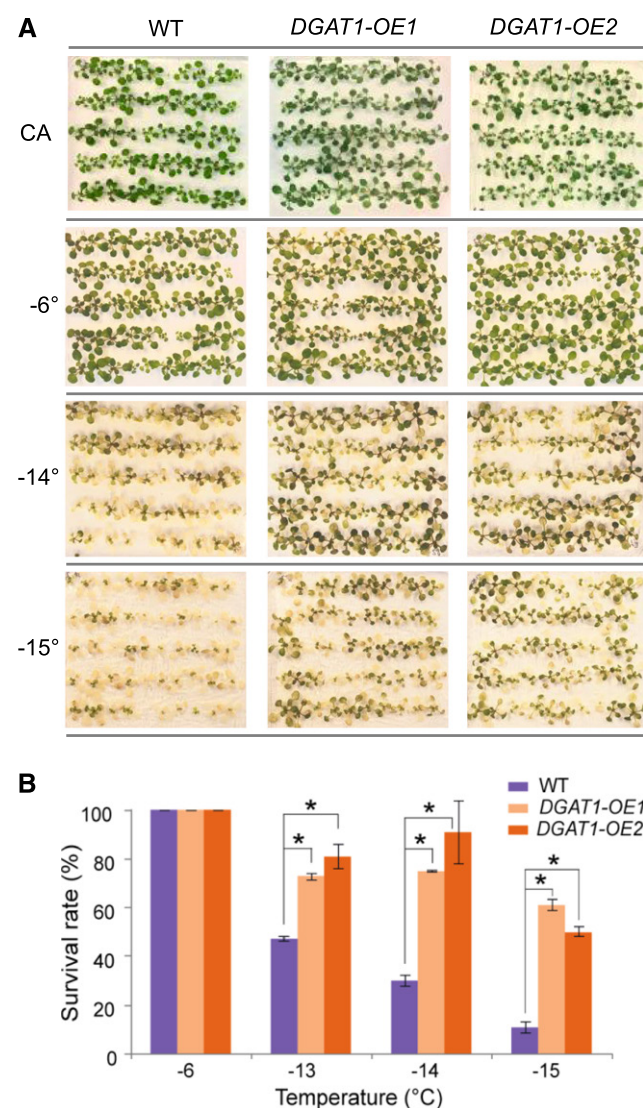 A
WT DGAT1-OE1 DGAT1-OE2
CA
-6°
-14°
-15°
B
WT
DGAT1-OE1
DGAT1-OE2
Survival rate (%)
100
80
60
40
20
0
* * * * * *
-6 -13 -14 -15
Temperature (°C)